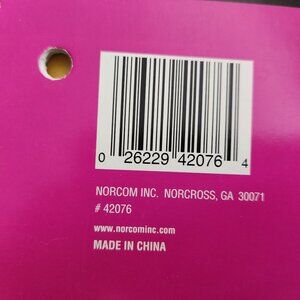 0 26229 42076 4
NORCOM INC. NORCROSS, GA 30071
# 42076
www.norcominc.com
MADE IN CHINA